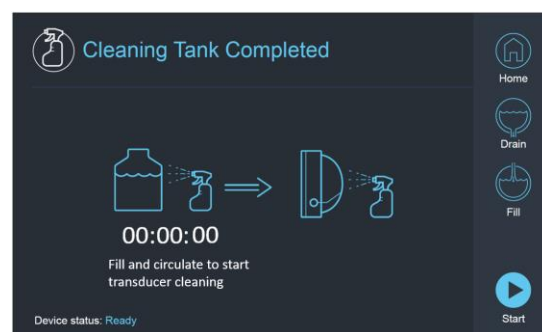 Cleaning Tank Completed
Home
Drain
Fill
00:00:00
Fill and circulate to start
transducer cleaning
Device status: Ready
Start